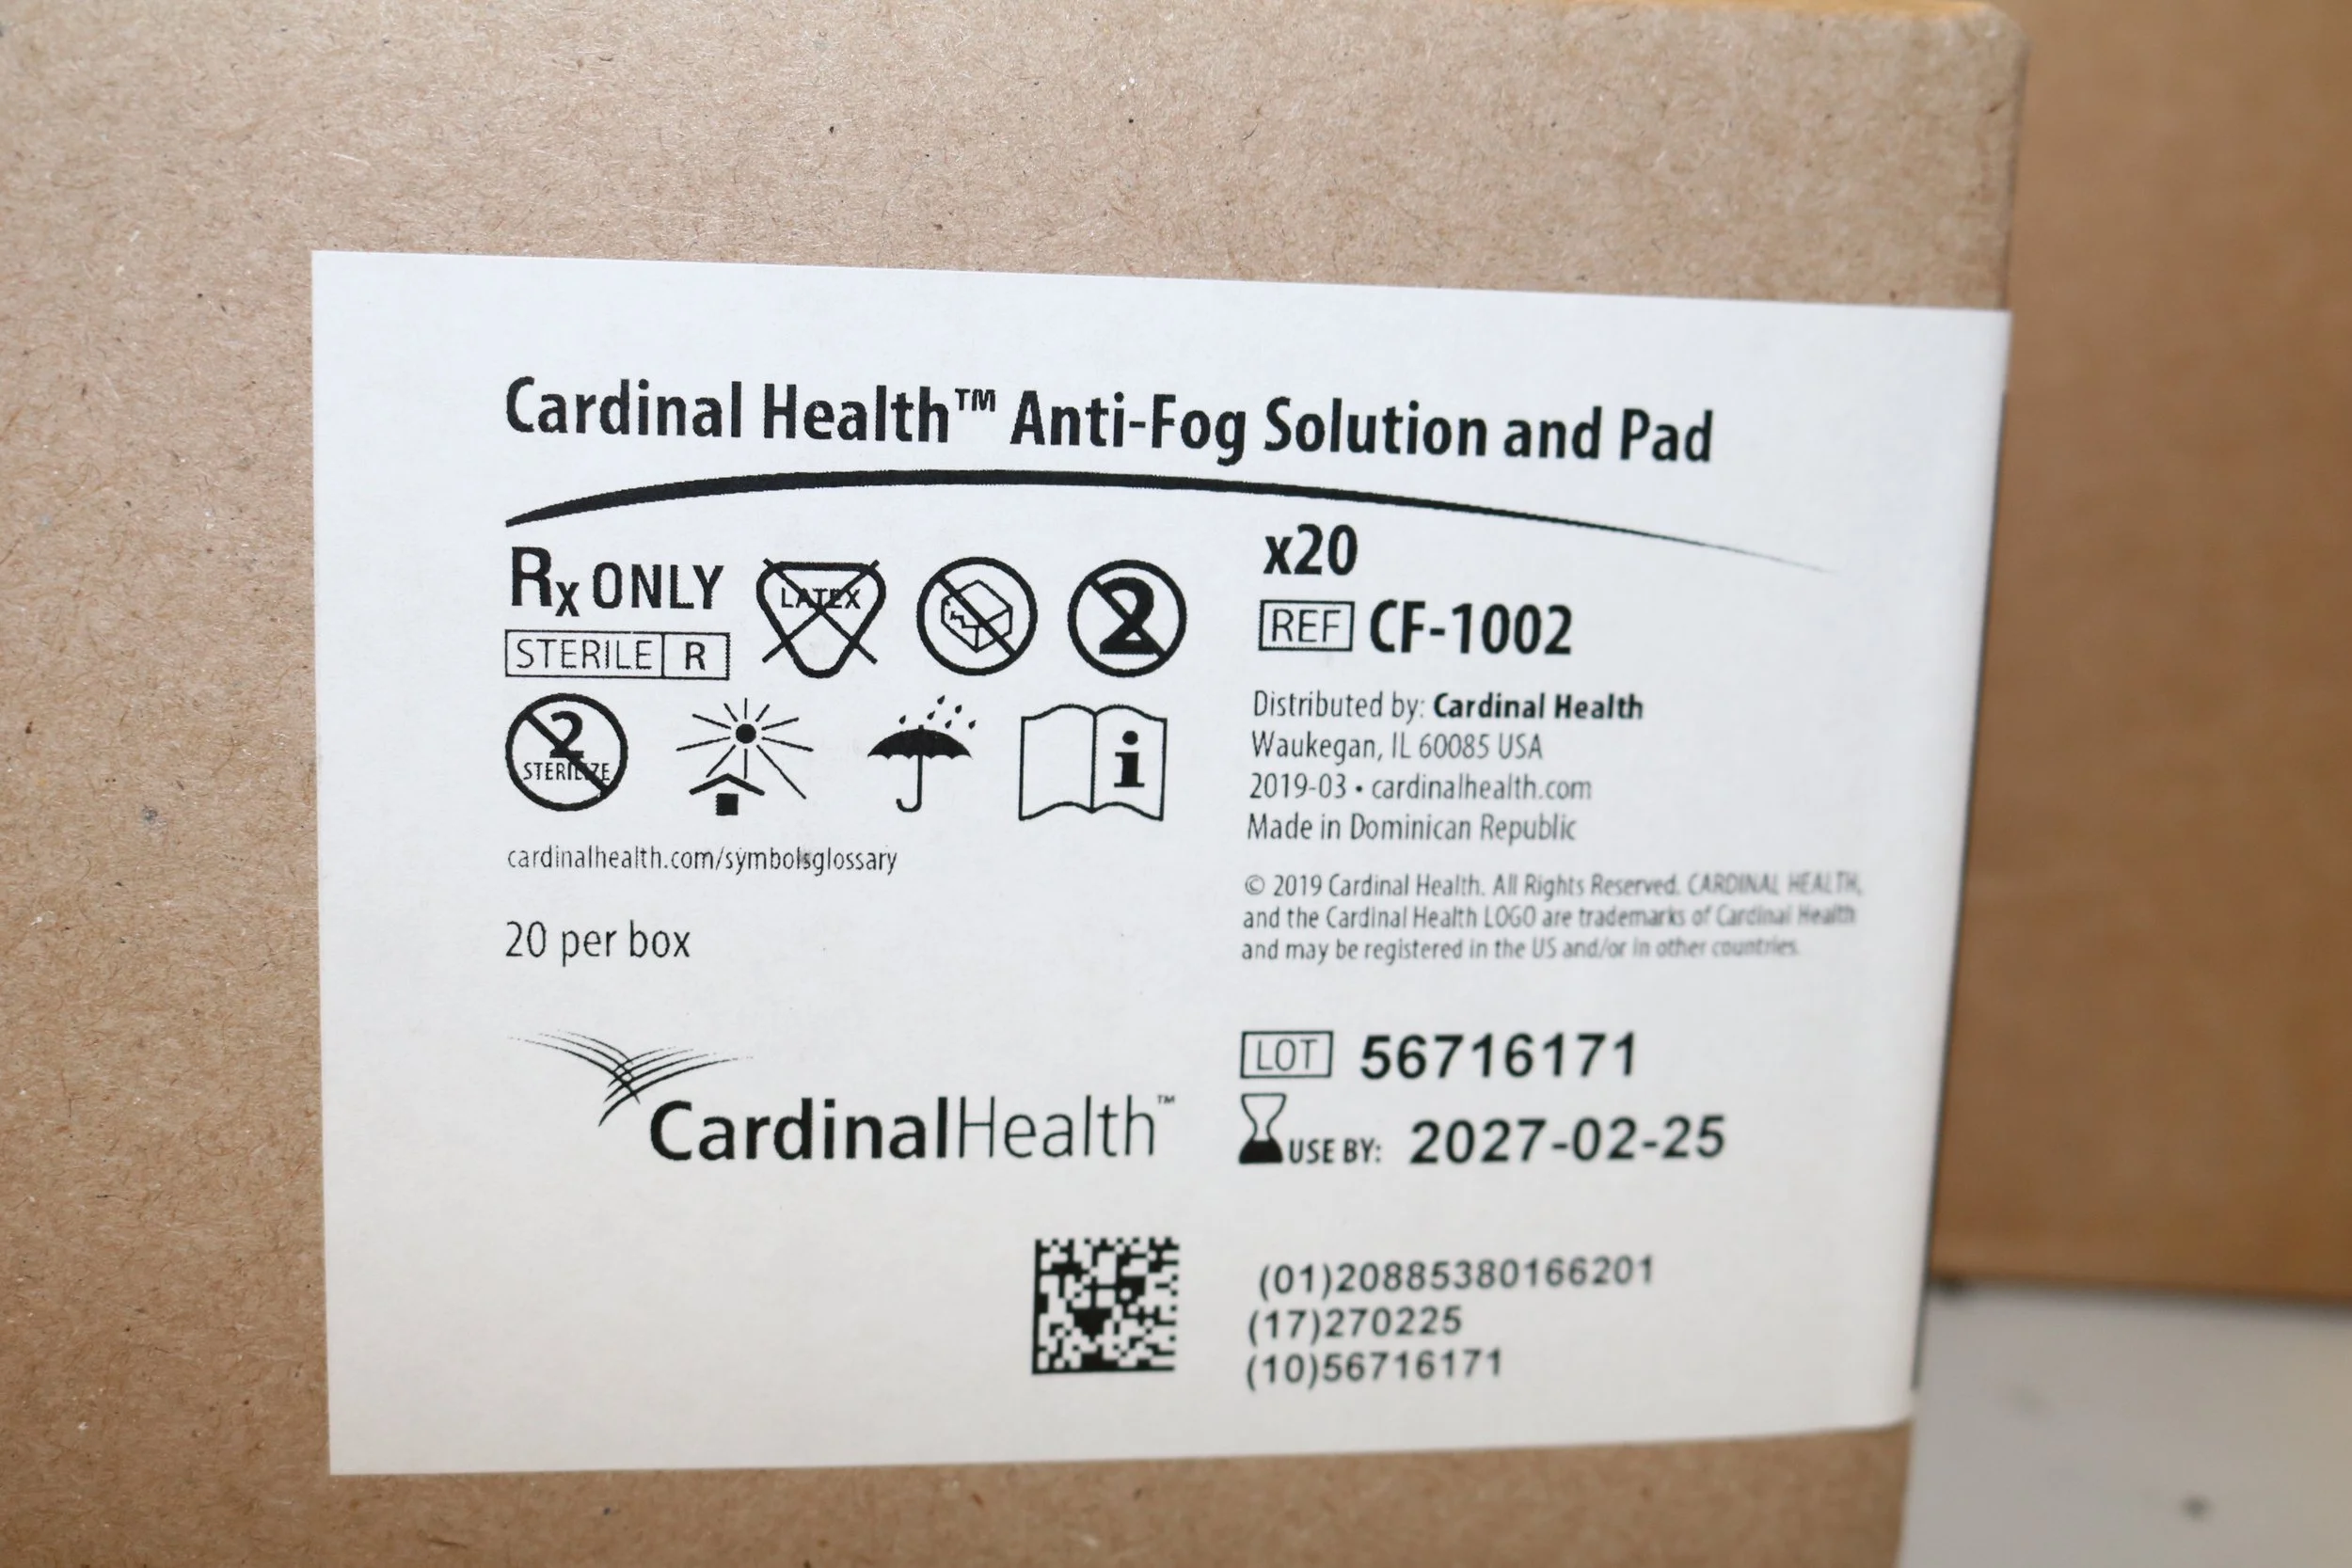 Cardinal Health™ Anti-Fog Solution and Pad
Rx ONLY
STERILE R
LATEX
2
2
STERILIZE
cardinalhealth.com/symbolsglossary
20 per box
CardinalHealth™
x20
REF CF-1002
Distributed by: Cardinal Health
Waukegan, IL 60085 USA
2019-03 • cardinalhealth.com
Made in Dominican Republic
© 2019 Cardinal Health. All Rights Reserved. CARDINAL HEALTH,
and the Cardinal Health LOGO are trademarks of Cardinal Health
and may be registered in the US and/or in other countries.
LOT 56716171
USE BY: 2027-02-25
(01)20885380166201
(17)270225
(10)56716171